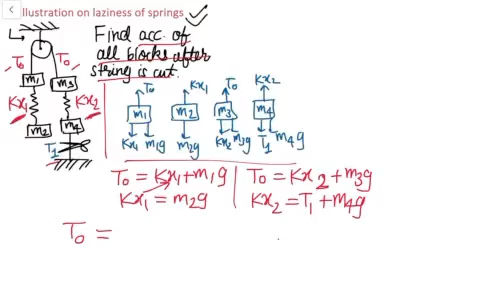 Illustration on laziness of springs
Find acc. of
all blocks after
string is cut.
T₀ T₀
m₁ m₃
Kx₁ Kx₂
m₂ m₄
T₁
T₀ Kx₁ T₀ Kx₂
m₁ m₂ m₃ m₄
Kx₁ m₁g m₂g Kx₂ m₃g T₁ m₄g
T₀ = Kx₁+m₁g T₀ = Kx₂+m₃g
Kx₁ = m₂g Kx₂ = T₁+m₄g
T₀ =